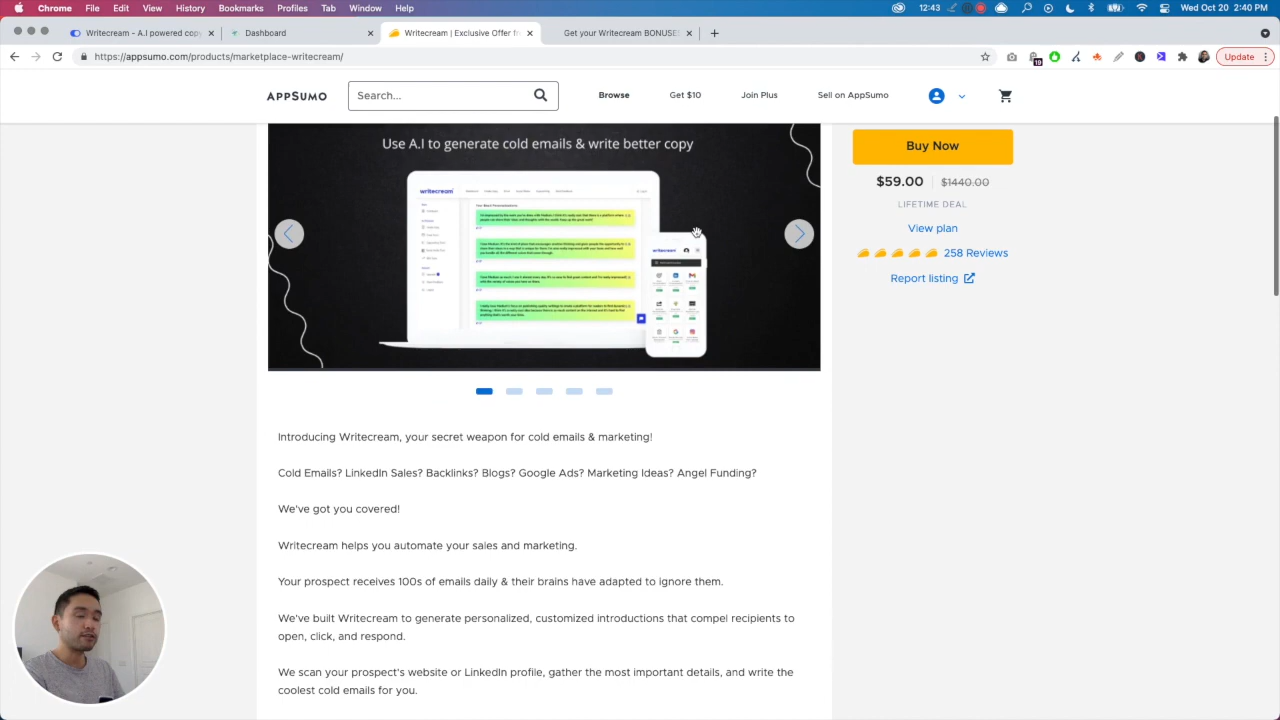 Chrome File Edit View History Bookmarks Profiles Tab Window Help 12:43 Wed Oct 20 2:40 PM
Writecream - A.I powered copy Dashboard Writecream | Exclusive Offer fr Get your Writecream BONUSES
https://appsumo.com/products/marketplace-writecream/ 19 Update
APPSUMO Search... Browse Get $10 Join Plus Sell on AppSumo
Use A.I to generate cold emails & write better copy
writecream
writecream
Buy Now
$59.00 $1440.00
LIFETIME DEAL
View plan
258 Reviews
Report listing
Introducing Writecream, your secret weapon for cold emails & marketing!
Cold Emails? LinkedIn Sales? Backlinks? Blogs? Google Ads? Marketing Ideas? Angel Funding?
We've got you covered!
Writecream helps you automate your sales and marketing.
Your prospect receives 100s of emails daily & their brains have adapted to ignore them.
We've built Writecream to generate personalized, customized introductions that compel recipients to
open, click, and respond.
We scan your prospect's website or LinkedIn profile, gather the most important details, and write the
coolest cold emails for you.